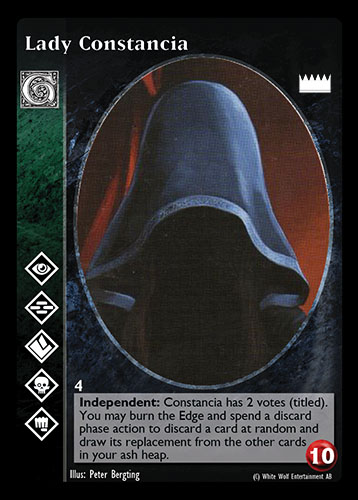 Lady Constancia
4
Independent: Constancia has 2 votes (titled).
You may burn the Edge and spend a discard
phase action to discard a card at random and
draw its replacement from the other cards
in your ash heap.
10
Illus: Peter Bergting
(C) White Wolf Entertainment AB